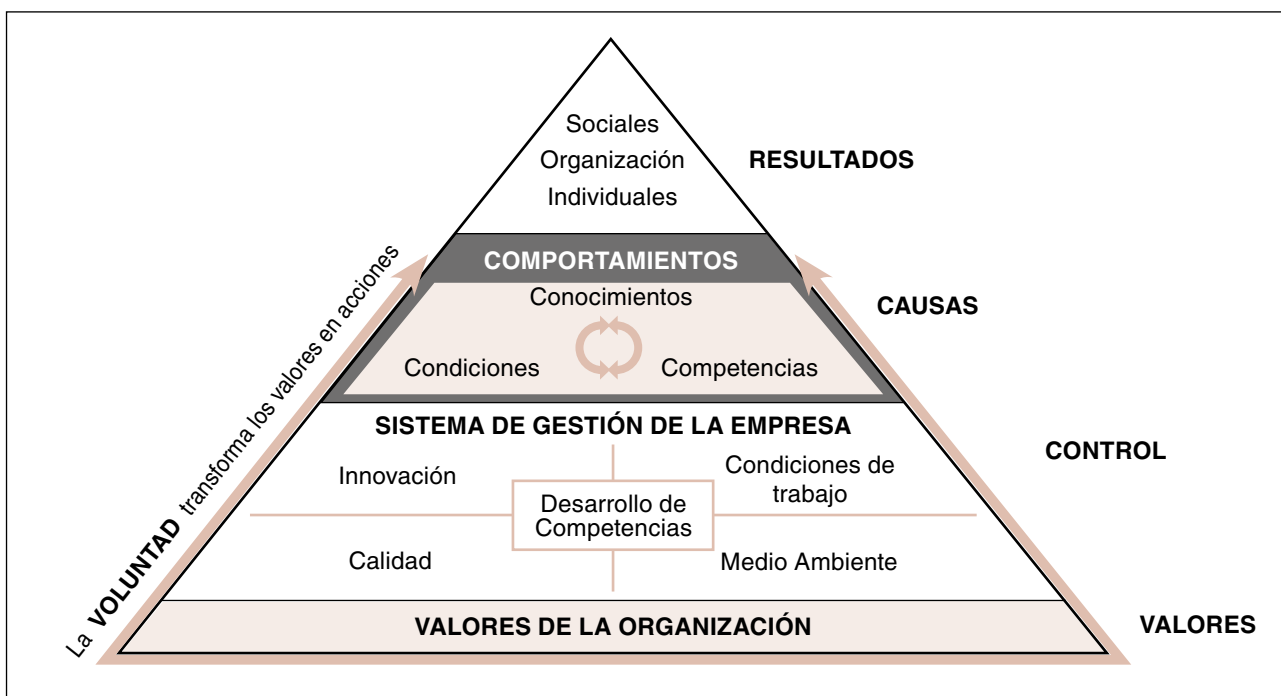 Sociales
Organización
Individuales
RESULTADOS
COMPORTAMIENTOS
Conocimientos
CAUSAS
Condiciones
Competencias
La VOLUNTAD transforma los valores en acciones
SISTEMA DE GESTIÓN DE LA EMPRESA
CONTROL
Innovación
Condiciones de
trabajo
Desarrollo de
Competencias
Calidad
Medio Ambiente
VALORES DE LA ORGANIZACIÓN
VALORES